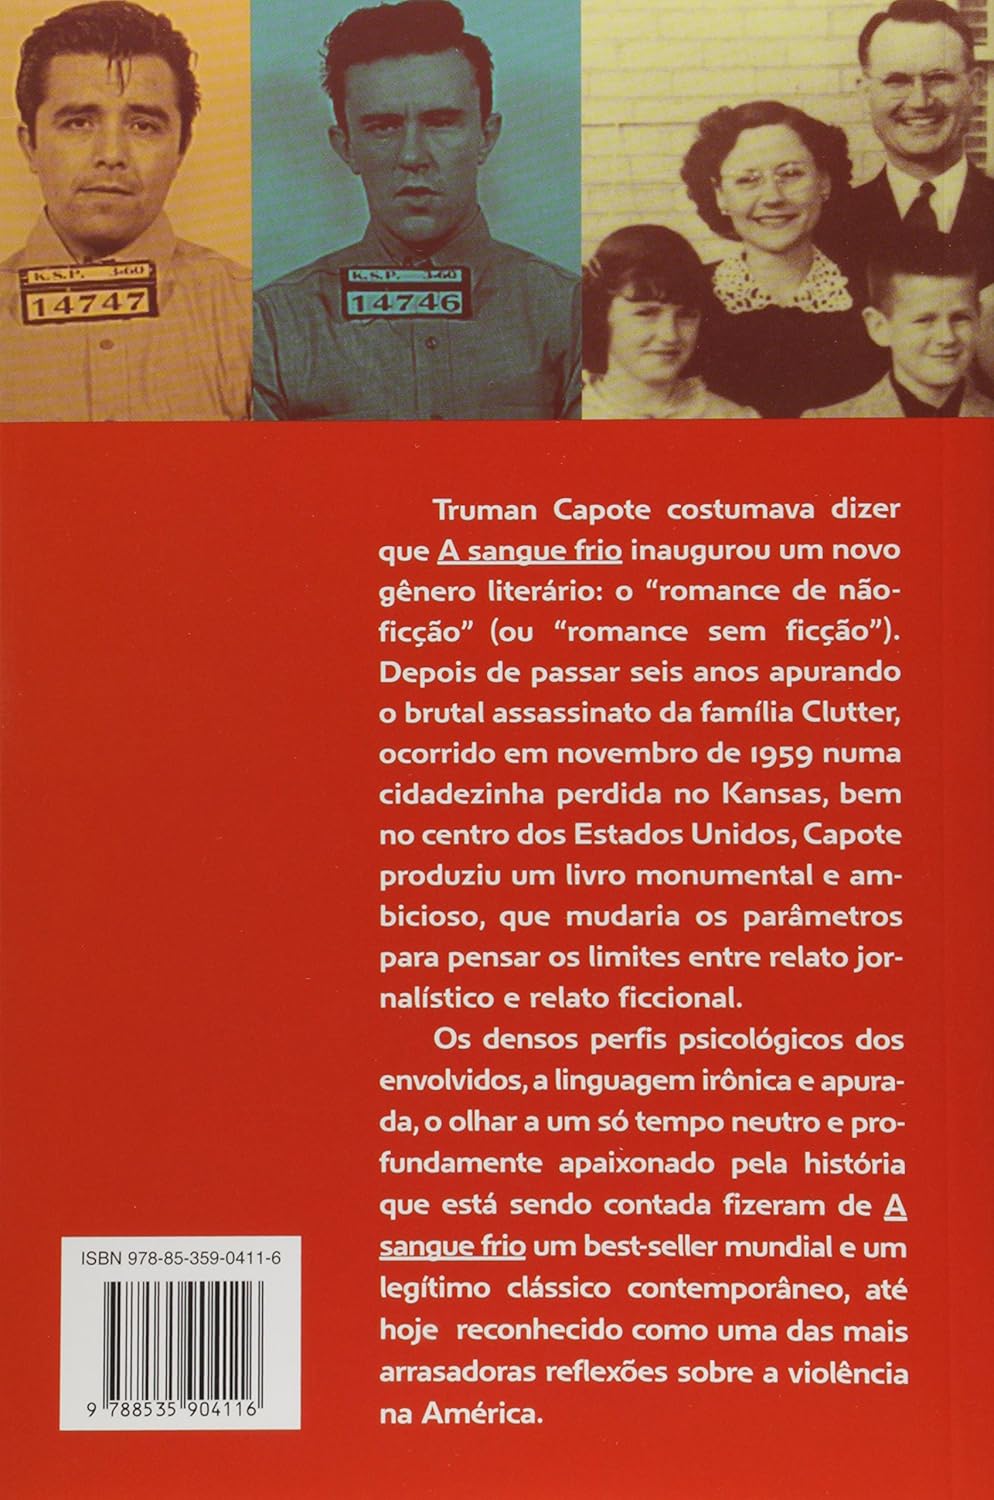 K.S.P. 3-60
14747
K.S.P. 3-60
14746
Truman Capote costumava dizer
que A sangue frio inaugurou um novo
gênero literário: o “romance de não-
ficção” (ou “romance sem ficção”).
Depois de passar seis anos apurando
o brutal assassinato da família Clutter,
ocorrido em novembro de 1959 numa
cidadezinha perdida no Kansas, bem
no centro dos Estados Unidos, Capote
produziu um livro monumental e am-
bicioso, que mudaria os parâmetros
para pensar os limites entre relato jor-
nalístico e relato ficcional.
Os densos perfis psicológicos dos
envolvidos, a linguagem irônica e apura-
da, o olhar a um só tempo neutro e pro-
fundamente apaixonado pela história
que está sendo contada fizeram de A
sangue frio um best-seller mundial e um
legítimo clássico contemporâneo, até
hoje reconhecido como uma das mais
arrasadoras reflexões sobre a violência
na América.
ISBN 978-85-359-0411-6
9 788535 904116